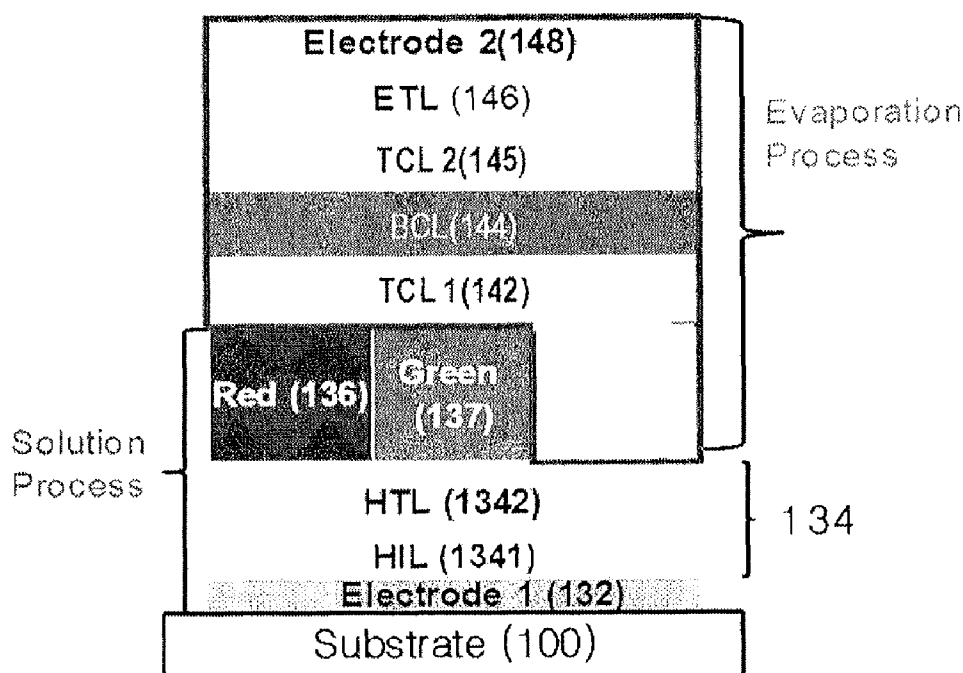 Electrode 2(148)
ETL (146)
Evaporation
Process
TCL 2(145)
BCL(144)
TCL 1(142)
Red (136)
Green
(137)
Solution
Process
HTL (1342)
134
HIL (1341)
Electrode 1 (132)
Substrate (100)